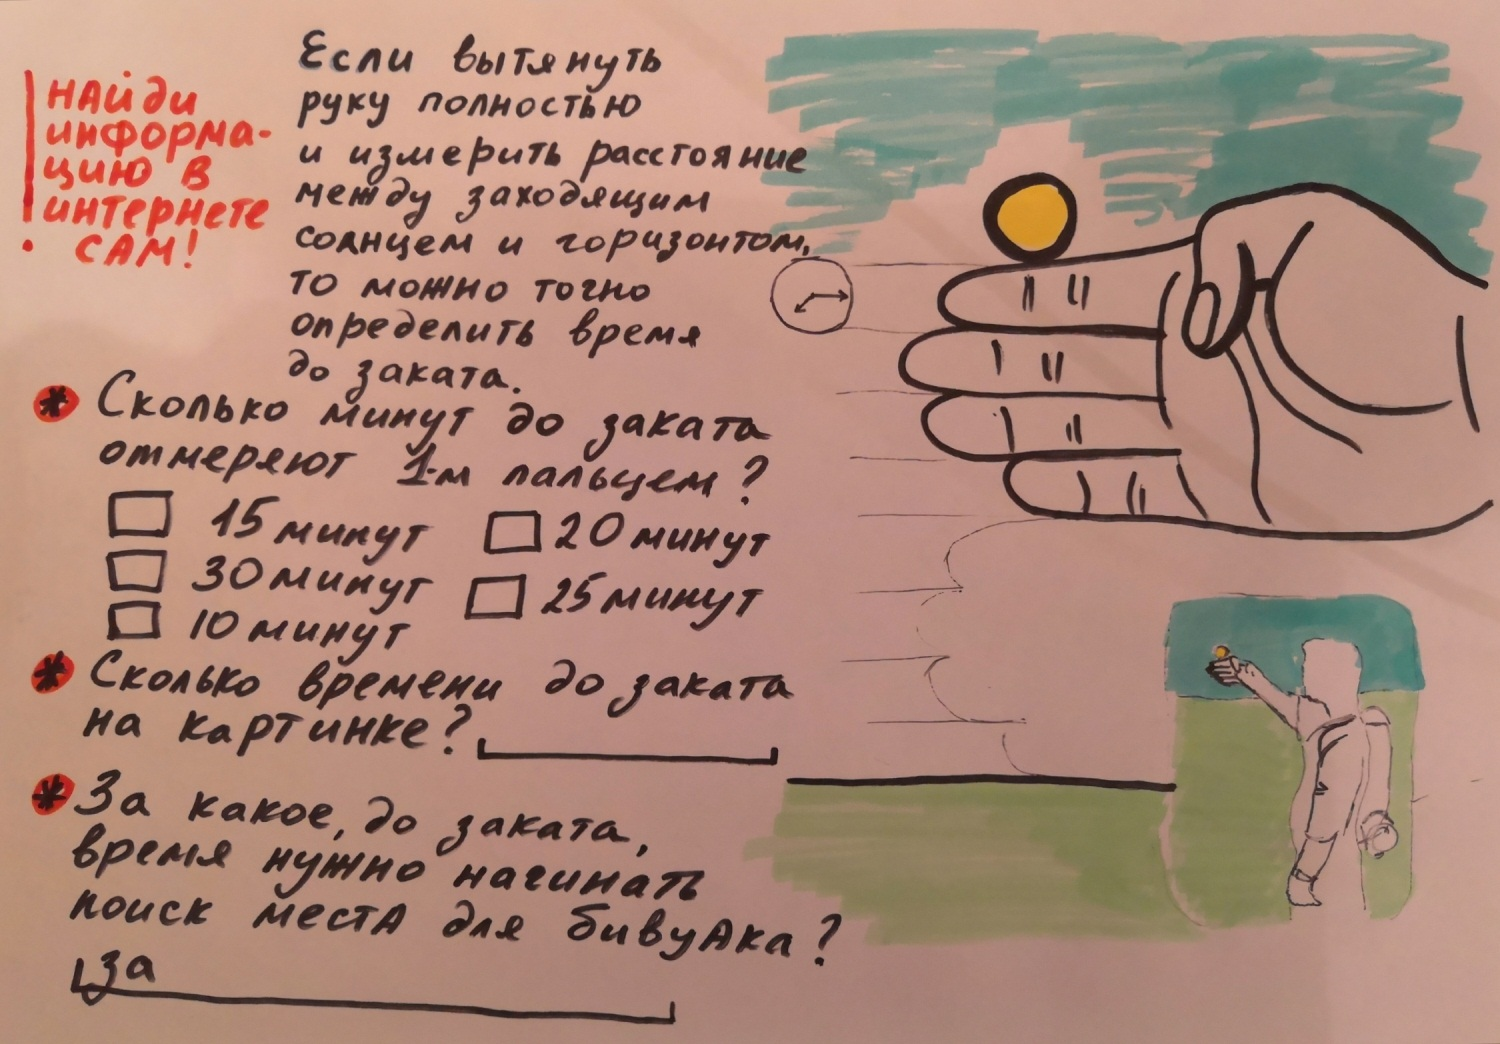 Найди
информа-
цию в
интернете
сам!
Если вытянуть
руку полностью
и измерить расстояние
между заходящим
солнцем и горизонтом,
то можно точно
определить время
до заката.
* Сколько минут до заката
отмеряют 1-м пальцем?
15 минут
20 минут
30 минут
25 минут
10 минут
* Сколько времени до заката
на картинке?
* За какое, до заката,
время нужно начинать
поиск места для бивуака?
за